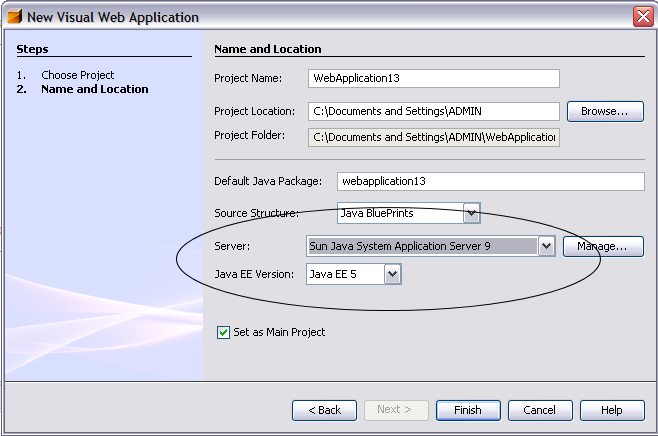 New Visual Web Application
Steps
1. Choose Project
2. Name and Location
Name and Location
Project Name: WebApplication13
Project Location: C:\Documents and Settings\ADMIN Browse...
Project Folder: C:\Documents and Settings\ADMIN\WebApplication
Default Java Package: webapplication13
Source Structure: Java BluePrints
Server: Sun Java System Application Server 9 Manage...
Java EE Version: Java EE 5
Set as Main Project
< Back Next > Finish Cancel Help